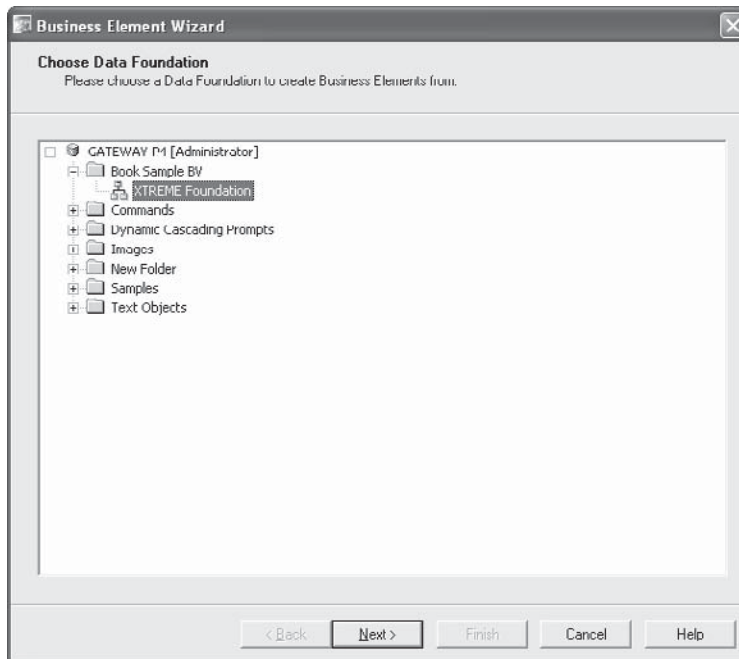 Business Element Wizard
Choose Data Foundation
Please choose a Data Foundation to create Business Elements from.
GATEWAY P4 [Administrator]
Book Sample BV
XTREME Foundation
Commands
Dynamic Cascading Prompts
Images
New Folder
Samples
Text Objects
< Back Next > Finish Cancel Help